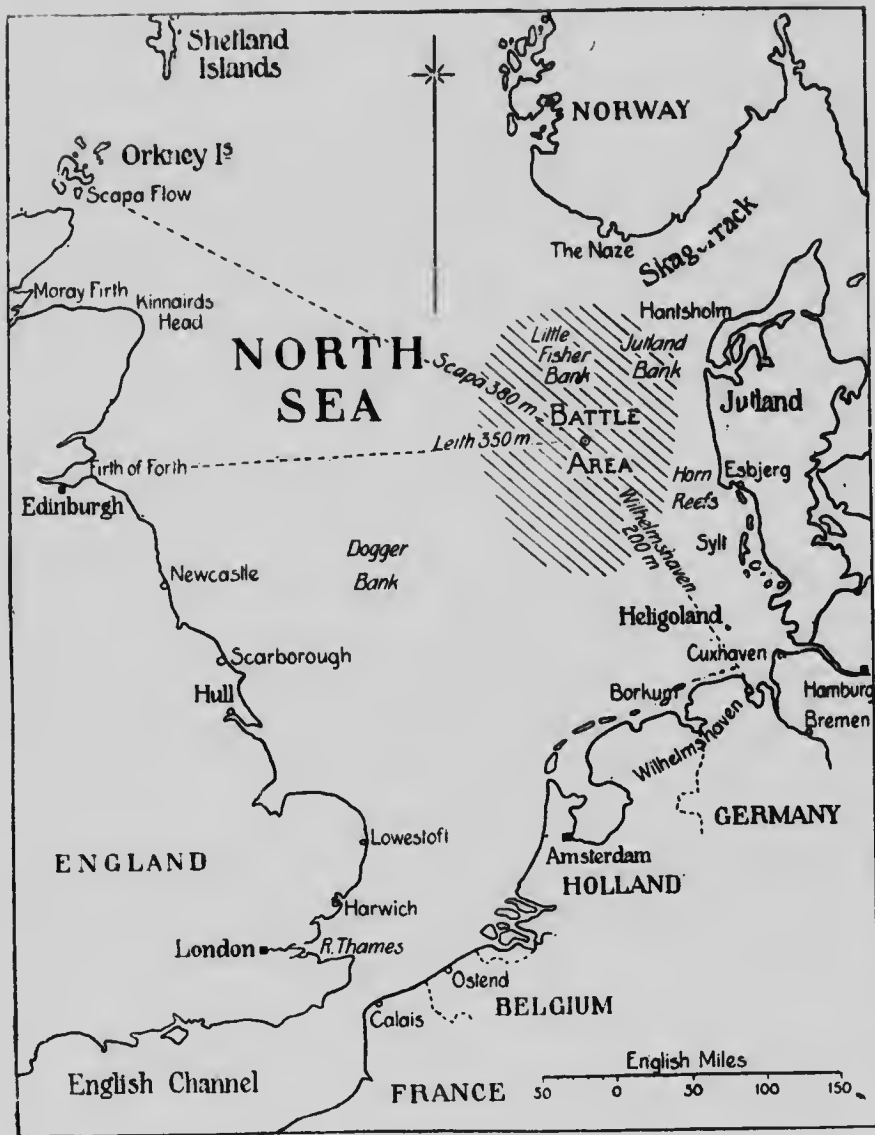 Shetland
Islands
NORWAY
Orkney Is
Scapa Flow
The Naze
Moray Firth
Kinnairds
Head
Hantsholm
NORTH
SEA
Little
Fisher
Bank
Jutland
Bank
Scapa 380 m
BATTLE
AREA
Jutland
Leith 350 m
Firth of Forth
Edinburgh
Horn
Reefs
Esbjerg
Wilhelmshaven
200 m
Sylt
Dogger
Bank
Newcastle
Heligoland
Scarborough
Cuxhaven
Hull
Borkum
Hamburg
Bremen
Wilhelmshaven
GERMANY
Lowestoft
ENGLAND
Amsterdam
HOLLAND
Harwich
London
R. Thames
Ostend
BELGIUM
Calais
English Miles
50 0 50 100 150
English Channel
FRANCE